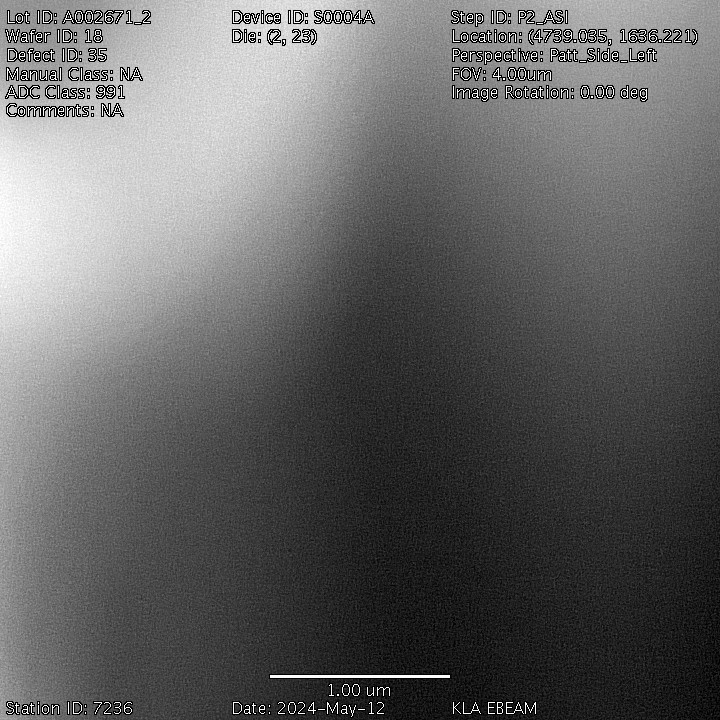 Lot ID: A002671_2
Wafer ID: 18
Defect ID: 35
Manual Class: NA
ADC Class: 991
Comments: NA
Device ID: S0004A
Die: (2, 23)
Step ID: P2_ASI
Location: (4739.035, 1636.221)
Perspective: Patt_Side_Left
FOV: 4.00um
Image Rotation: 0.00 deg
1.00 um
Station ID: 7236
Date: 2024-May-12
KLA EBEAM